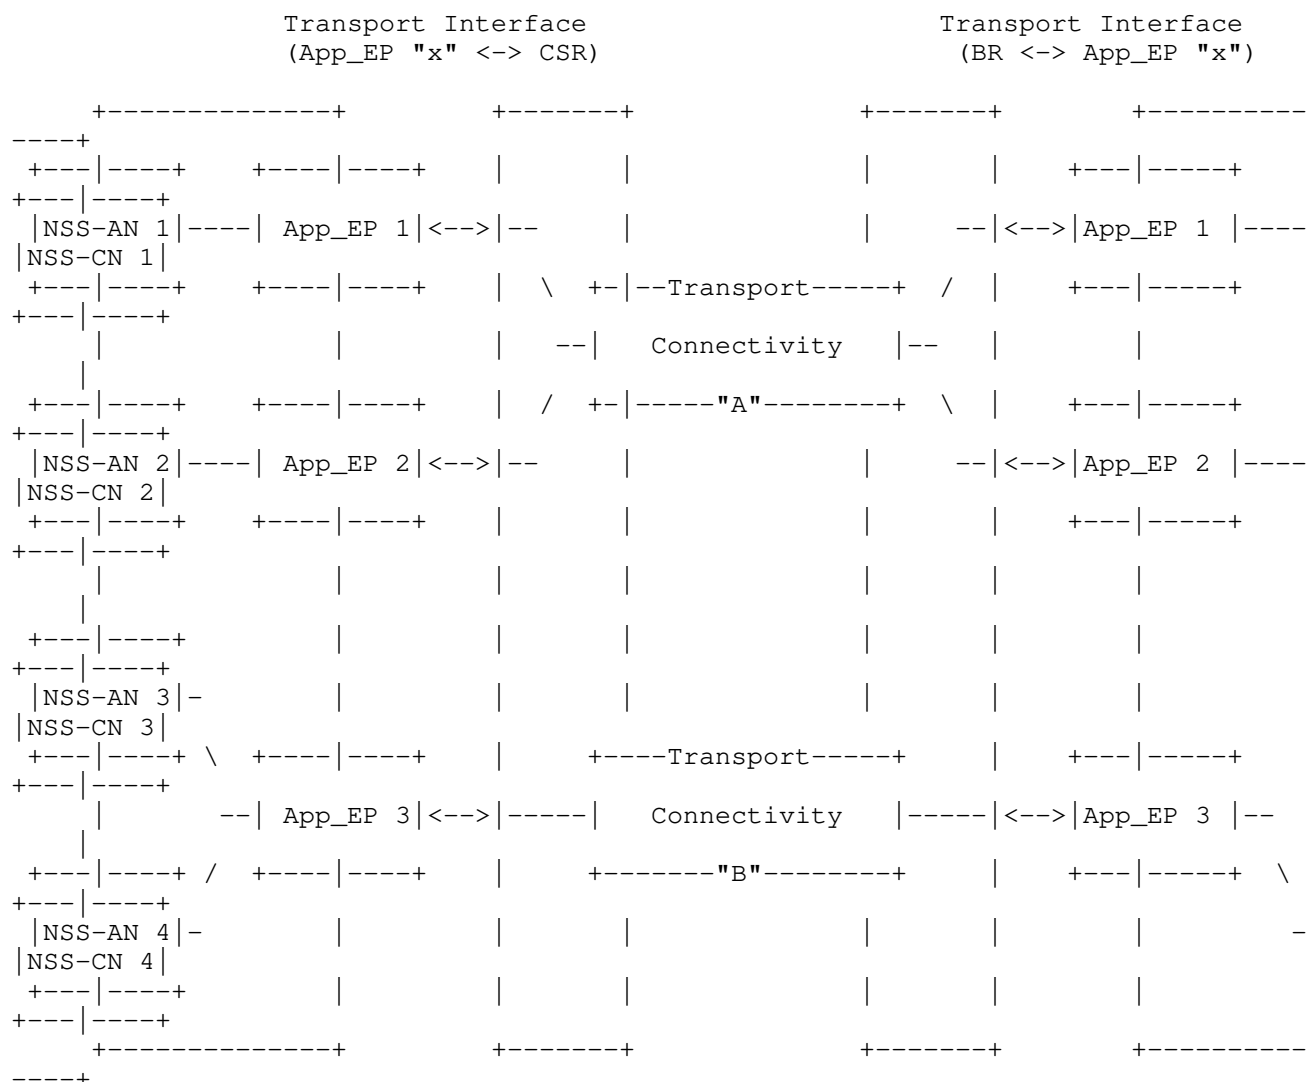 Transport Interface                        Transport Interface
                  (App_EP "x" <-> CSR)                        (BR <-> App_EP "x")

      +--------------+         +-------+              +-------+        +----------
----+
 +---|----+    +----|----+    |       |              |       |    +---|-----+
+---|----+
 |NSS-AN 1|----| App_EP 1|<-->|--     |              |     --|<-->|App_EP 1 |----
|NSS-CN 1|
 +---|----+    +----|----+    |  \  +-|--Transport-----+  /  |    +---|-----+
+---|----+
     |              |         |   --|   Connectivity   |--   |        |
    |
 +---|----+    +----|----+    |  /  +-|-----"A"--------+  \  |    +---|-----+
+---|----+
 |NSS-AN 2|----| App_EP 2|<-->|--     |              |     --|<-->|App_EP 2 |----
|NSS-CN 2|
 +---|----+    +----|----+    |       |              |       |    +---|-----+
+---|----+
     |              |         |       |              |       |        |
    |
 +---|----+         |         |       |              |       |        |
+---|----+
 |NSS-AN 3|-        |         |       |              |       |        |
|NSS-CN 3|
 +---|----+ \  +----|----+    |     +----Transport-----+     |    +---|-----+
+---|----+
     |       --| App_EP 3|<-->|-----|   Connectivity   |-----|<-->|App_EP 3 |--
    |
 +---|----+ /  +----|----+    |     +-------"B"--------+     |    +---|-----+  \
+---|----+
 |NSS-AN 4|-        |         |       |              |       |        |         -
|NSS-CN 4|
 +---|----+         |         |       |              |       |        |
+---|----+
     +--------------+         +-------+              +-------+        +----------
----+